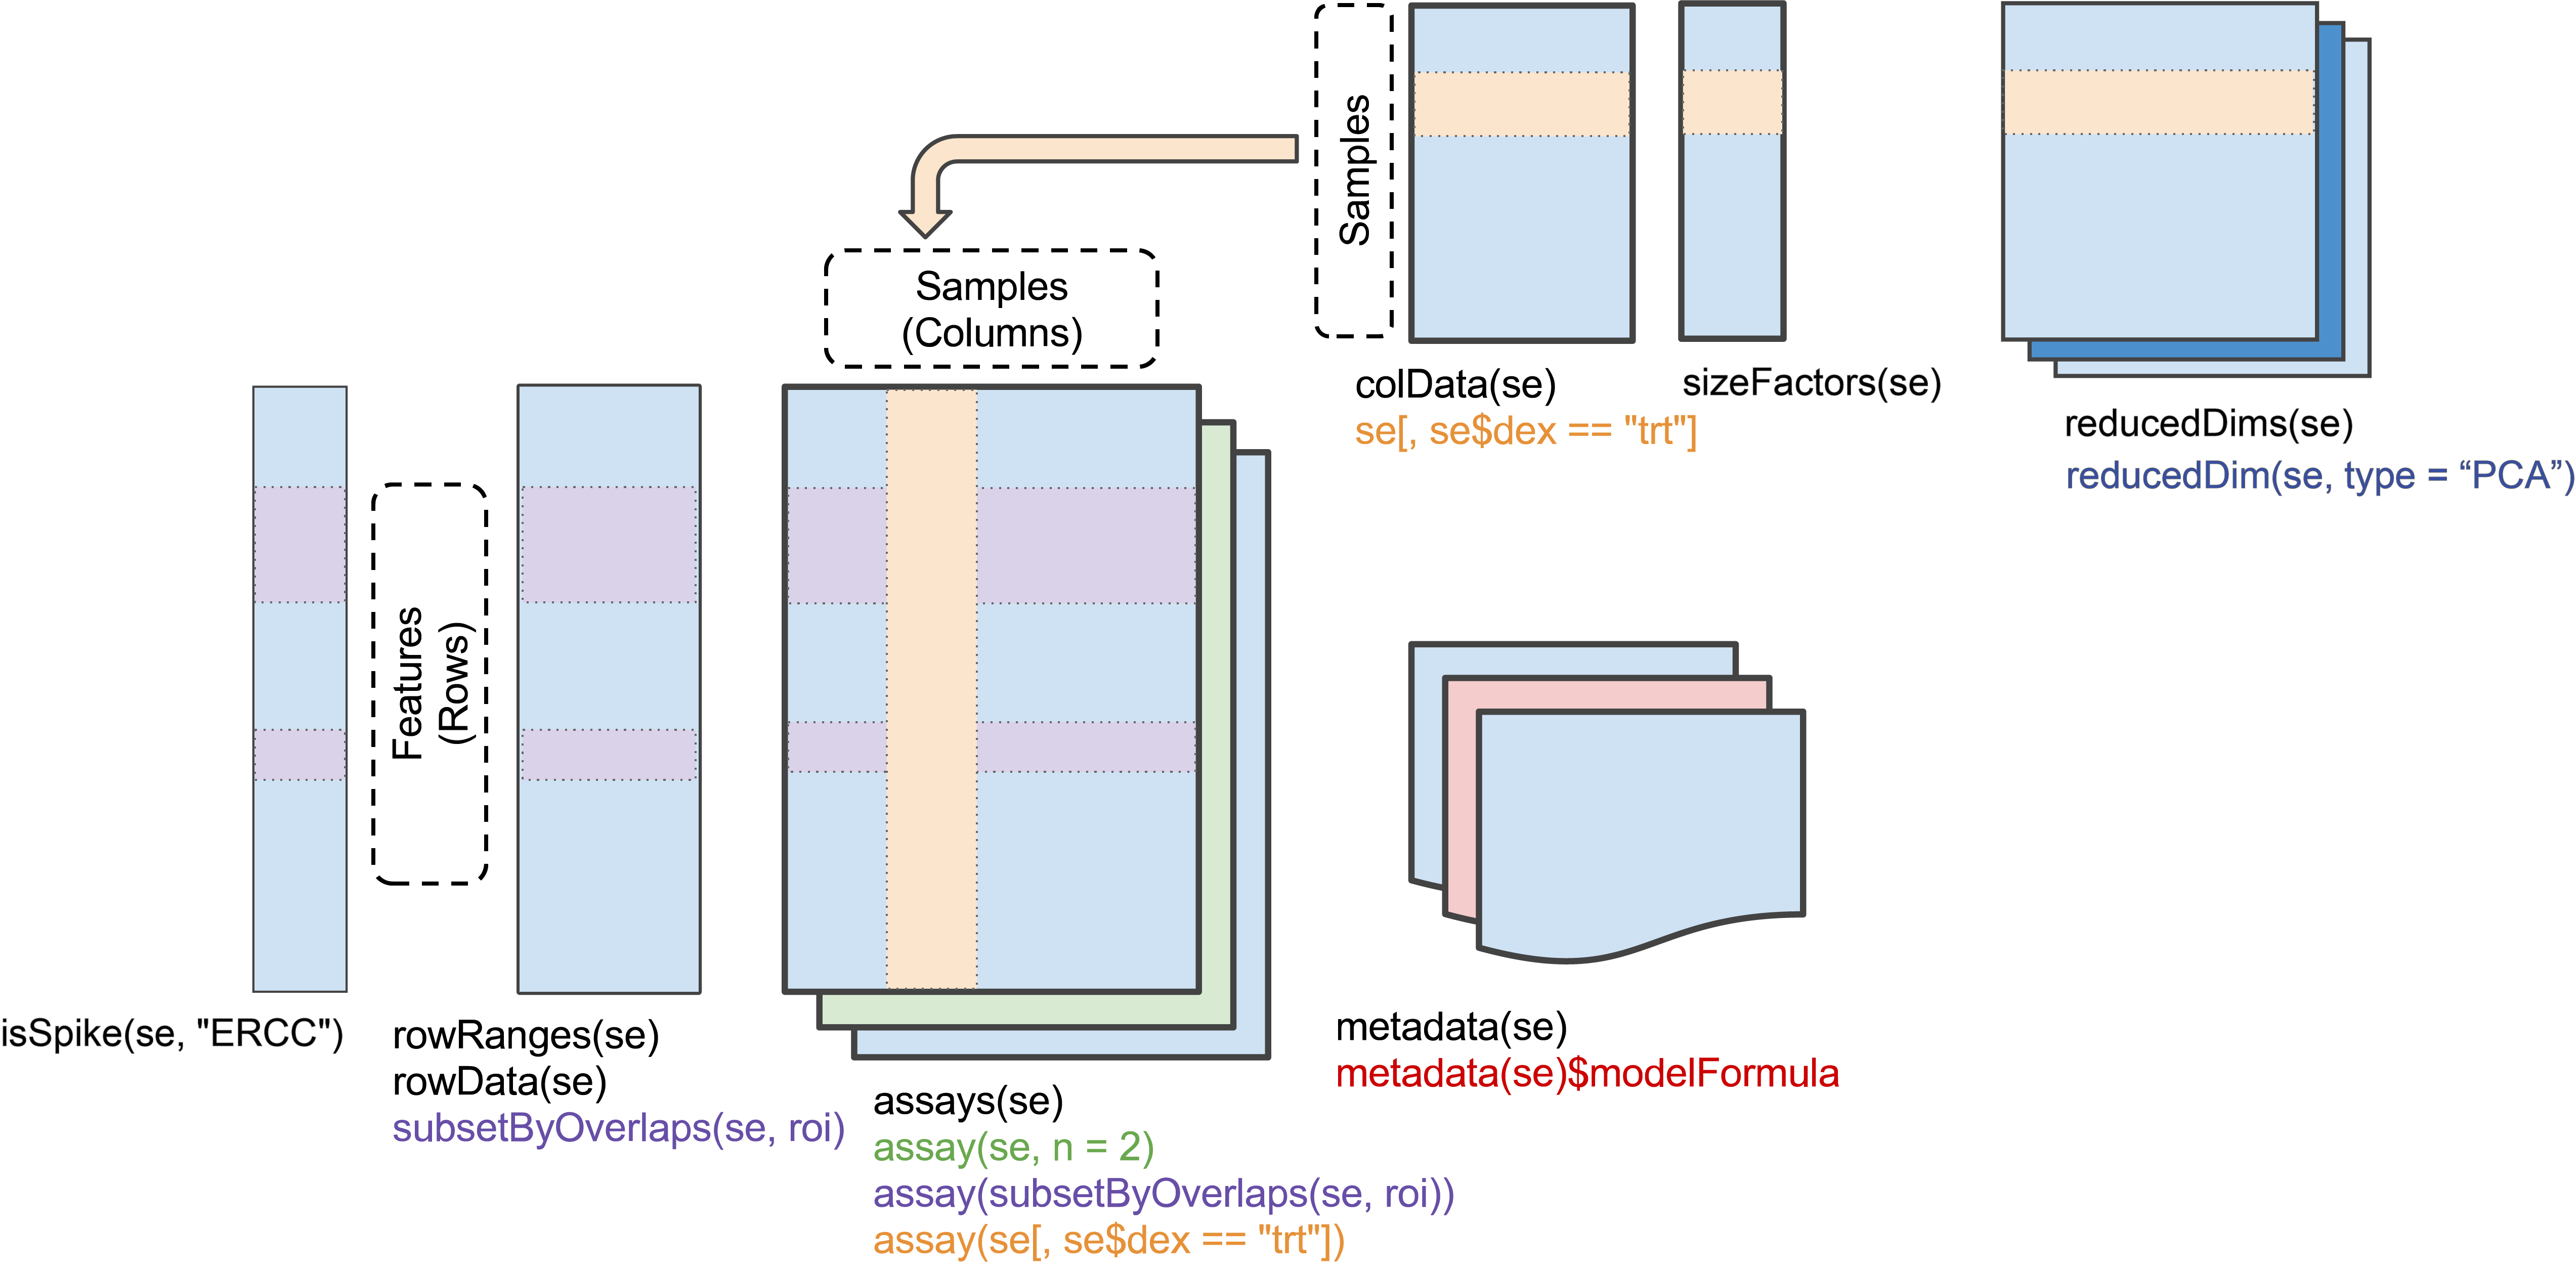 Samples
Samples
(Columns)
colData(se)
se[, se$dex == "trt"]
sizeFactors(se)
reducedDims(se)
reducedDim(se, type = “PCA”)
Features
(Rows)
isSpike(se, "ERCC")
rowRanges(se)
rowData(se)
subsetByOverlaps(se, roi)
assays(se)
assay(se, n = 2)
assay(subsetByOverlaps(se, roi))
assay(se[, se$dex == "trt"])
metadata(se)
metadata(se)$modelFormula